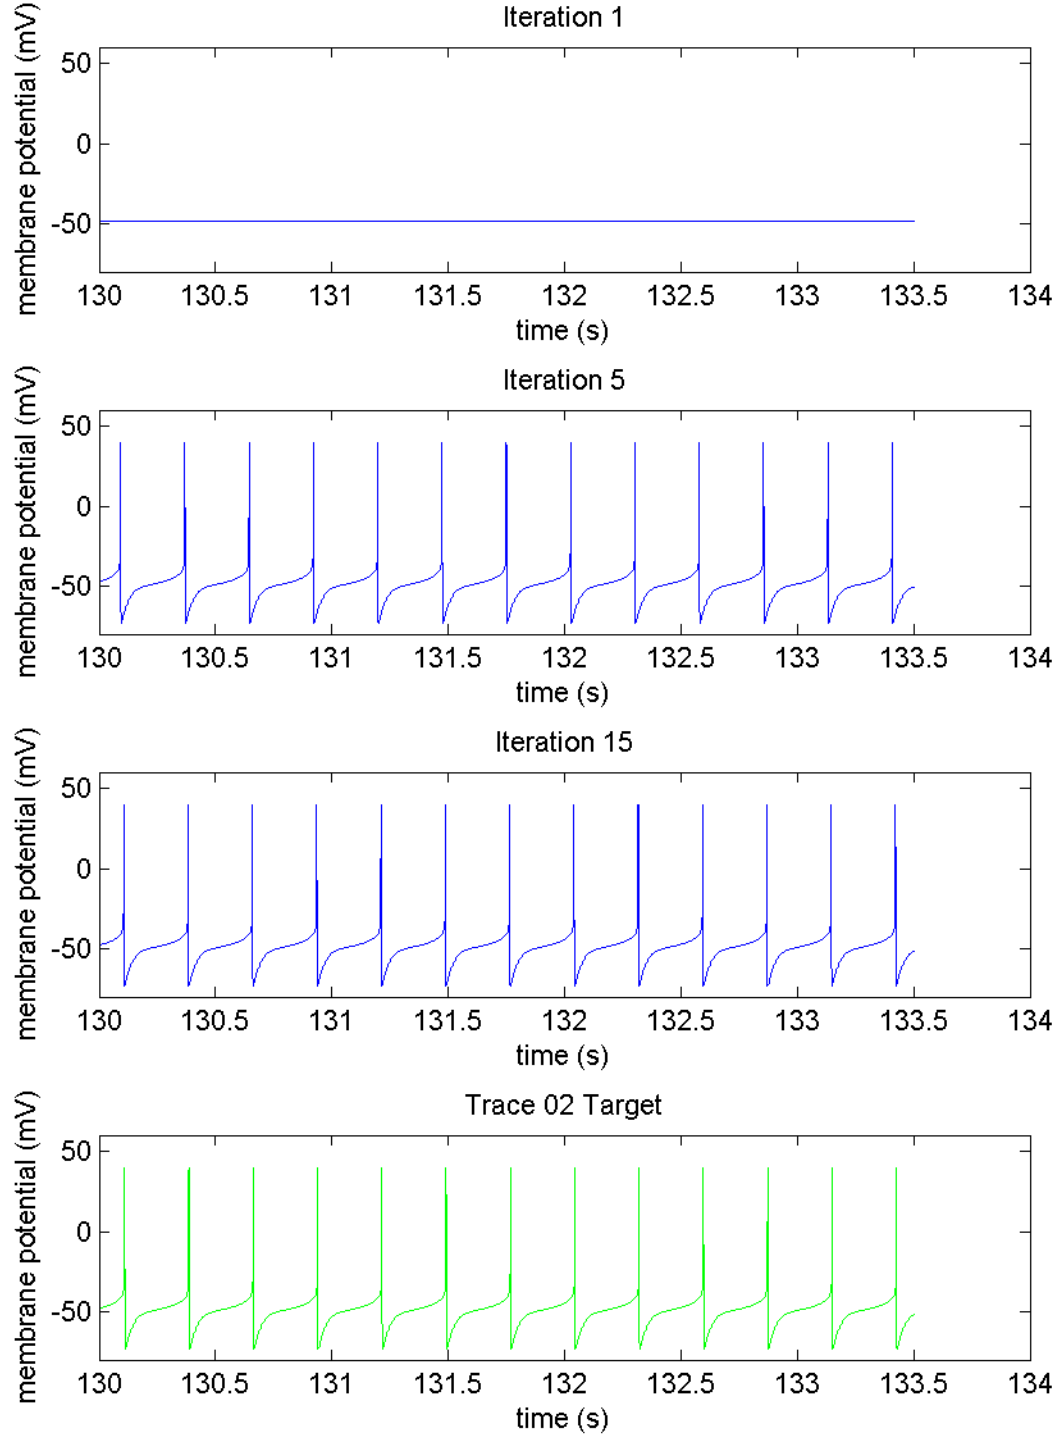 Iteration 1
membrane potential (mV)
50
0
-50
130 130.5 131 131.5 132 132.5 133 133.5 134
time (s)
Iteration 5
membrane potential (mV)
50
0
-50
130 130.5 131 131.5 132 132.5 133 133.5 134
time (s)
Iteration 15
membrane potential (mV)
50
0
-50
130 130.5 131 131.5 132 132.5 133 133.5 134
time (s)
Trace 02 Target
membrane potential (mV)
50
0
-50
130 130.5 131 131.5 132 132.5 133 133.5 134
time (s)